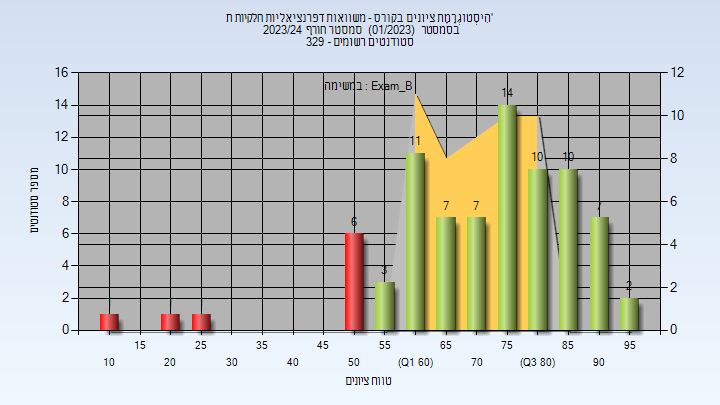 היסטוגרמת ציונים בקורס - משוואות דפרנציאליות חלקיות ת'
בסמסטר (01/2023) סמסטר חורף 2023/24
סטודנטים רשומים - 329
במשימה : Exam_B
מספר סטודנטים
16 14 12 10 8 6 4 2 0
12 10 8 6 4 2 0
6 3 11 7 7 14 10 10 7 2
15 25 35 45 55 65 75 85 95
10 20 30 40 50 (Q1 60) 70 (Q3 80) 90
טווח ציונים